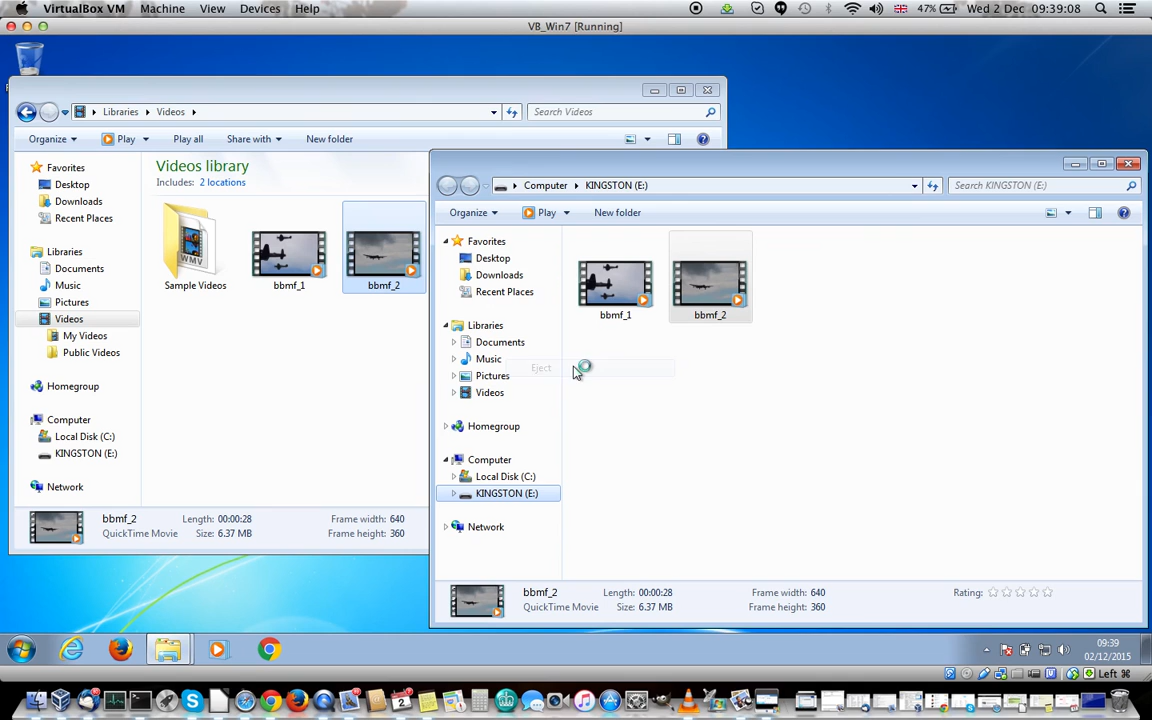 VirtualBox VM Machine View Devices Help 47% Wed 2 Dec 09:39:08
VB_Win7 [Running]
Libraries Videos Search Videos
Organize Play Play all Share with New folder
Favorites
Desktop
Downloads
Recent Places
Libraries
Documents
Music
Pictures
Videos
My Videos
Public Videos
Homegroup
Computer
Local Disk (C:)
KINGSTON (E:)
Network
Videos library
Includes: 2 locations
WMV
Sample Videos
bbmf_1
bbmf_2
bbmf_2 Length: 00:00:28 Frame width: 640
QuickTime Movie Size: 6.37 MB Frame height: 360
Computer KINGSTON (E:) Search KINGSTON (E:)
Organize Play New folder
Favorites
Desktop
Downloads
Recent Places
Libraries
Documents
Music
Pictures
Videos
Homegroup
Computer
Local Disk (C:)
KINGSTON (E:)
Network
Eject
bbmf_1
bbmf_2
bbmf_2 Length: 00:00:28 Frame width: 640 Rating:
QuickTime Movie Size: 6.37 MB Frame height: 360
09:39
02/12/2015
Left ⌘